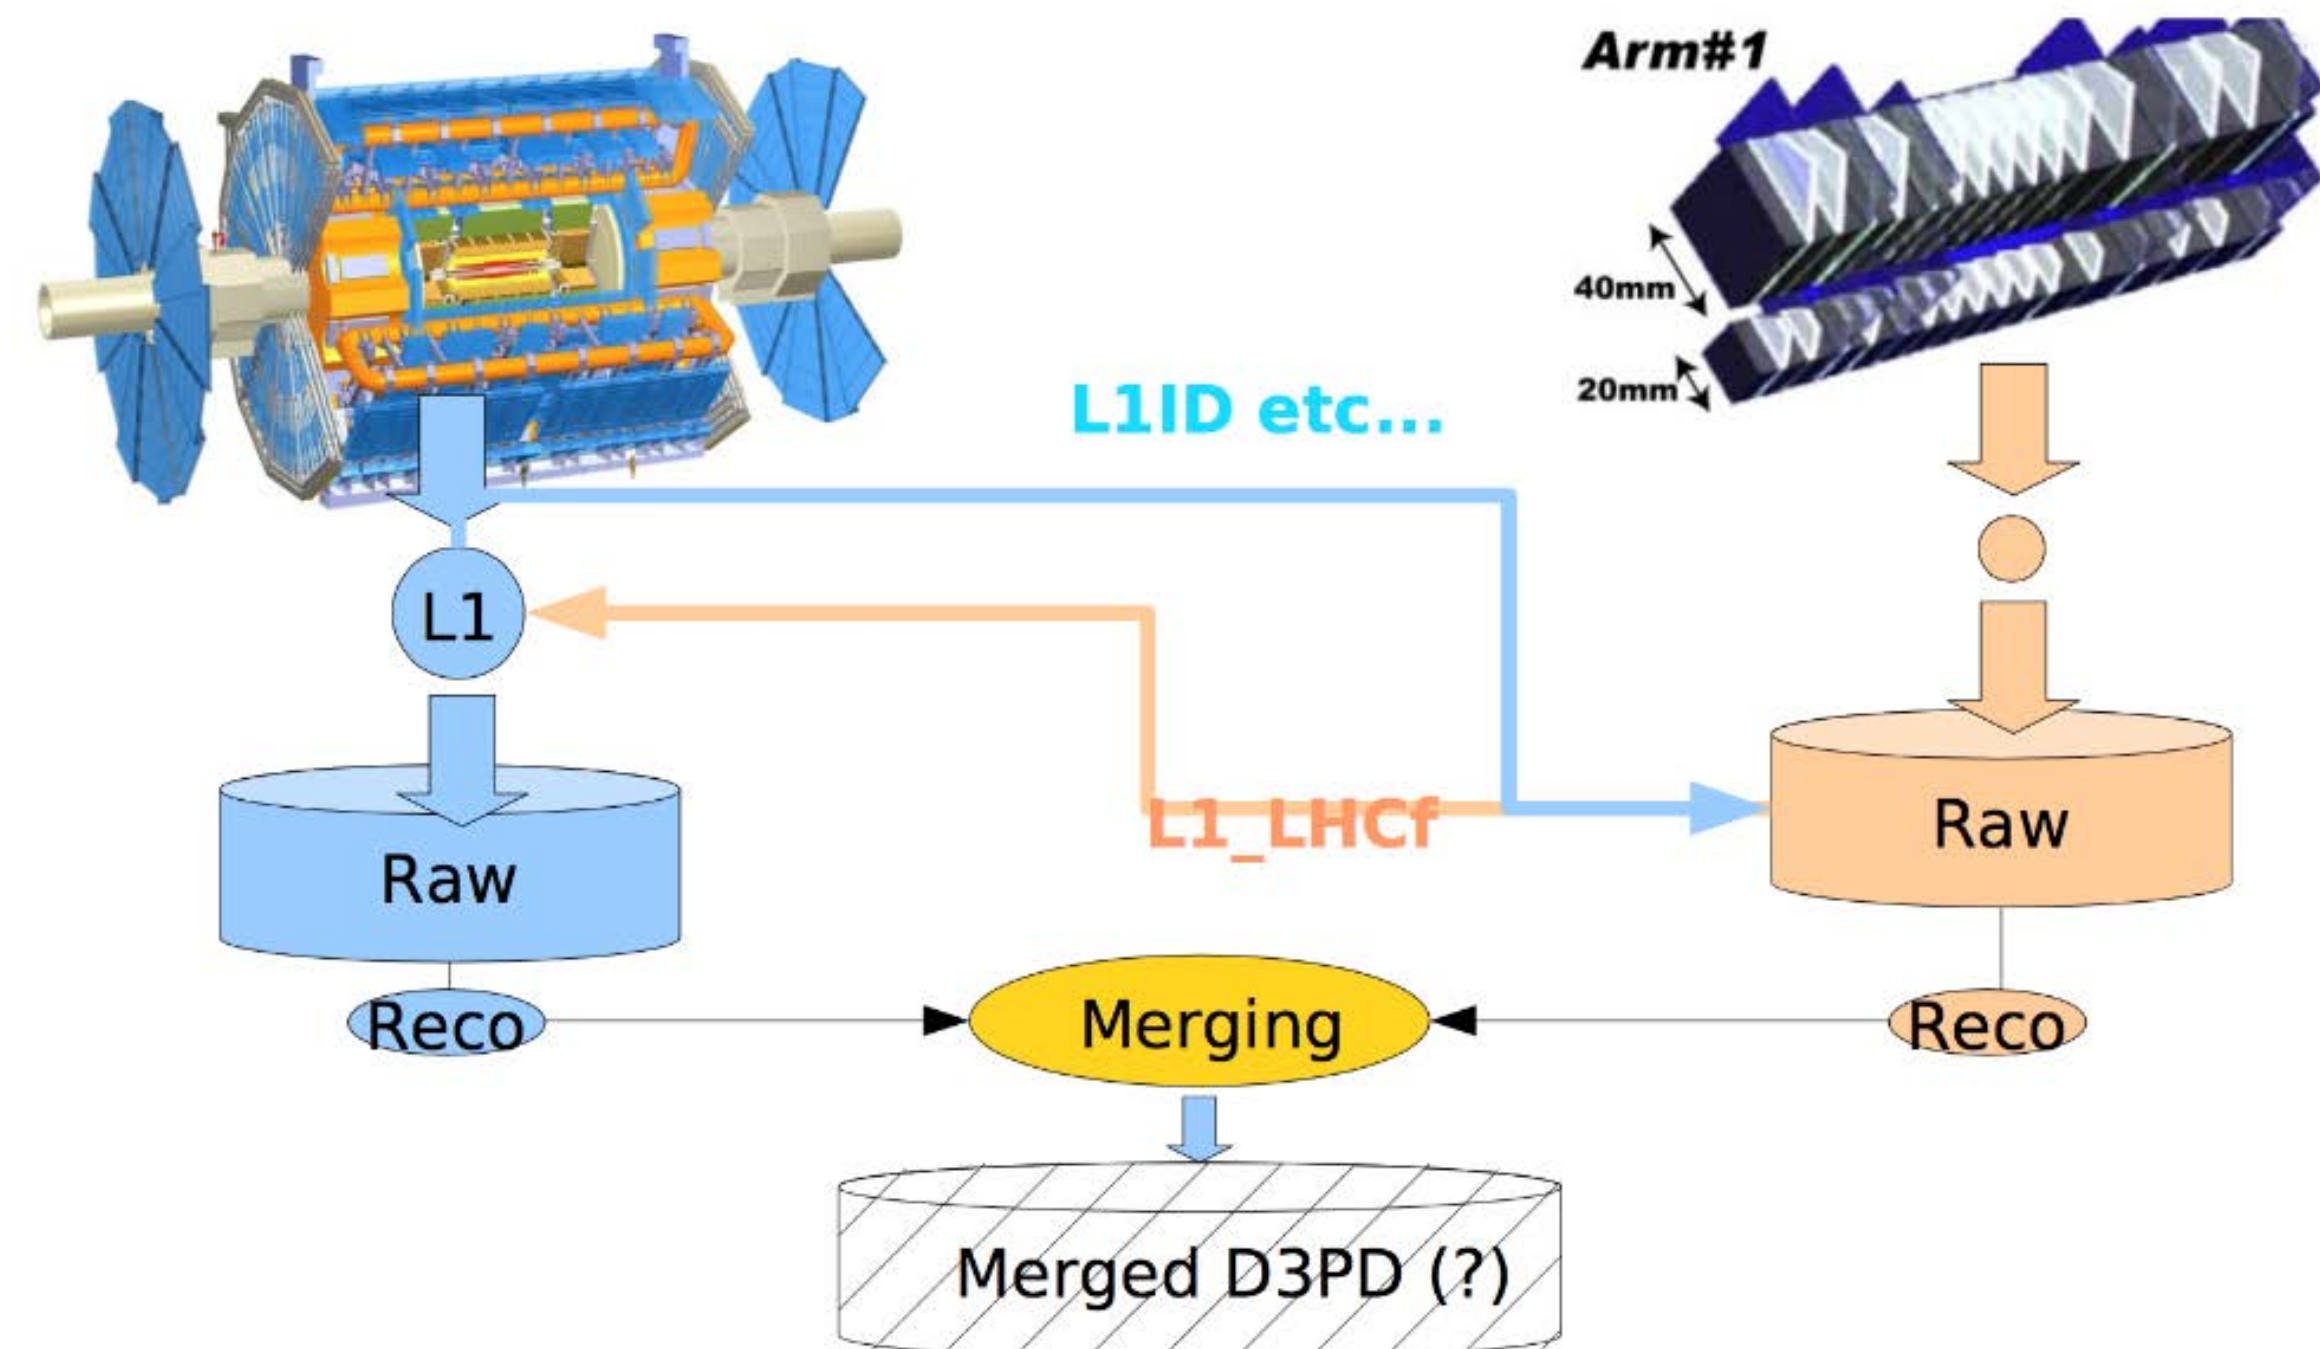 Arm#1
40mm
20mm
L1ID etc...
L1
L1_LHCf
Raw
Raw
Reco
Merging
Reco
Merged D3PD (?)